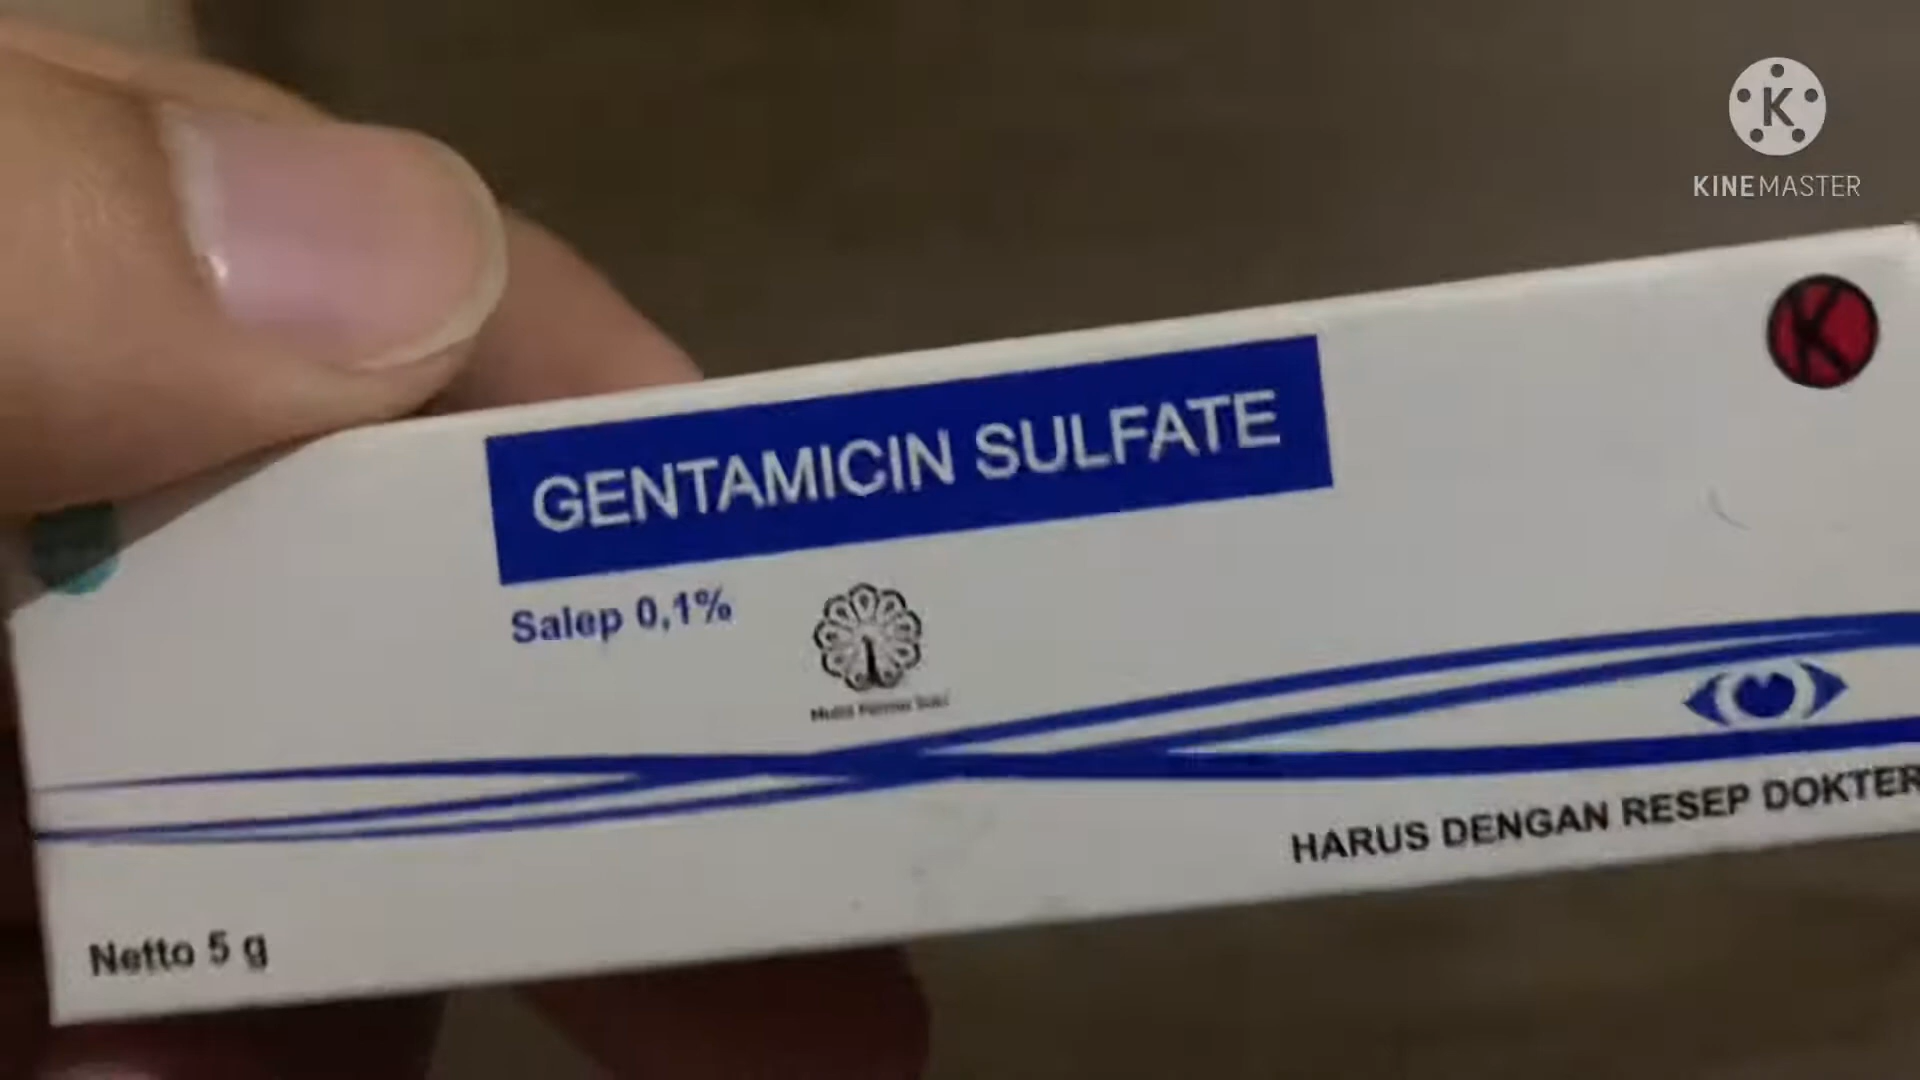 K
KINEMASTER
K
GENTAMICIN SULFATE
Salep 0,1%
HARUS DENGAN RESEP DOKTER
Netto 5 g